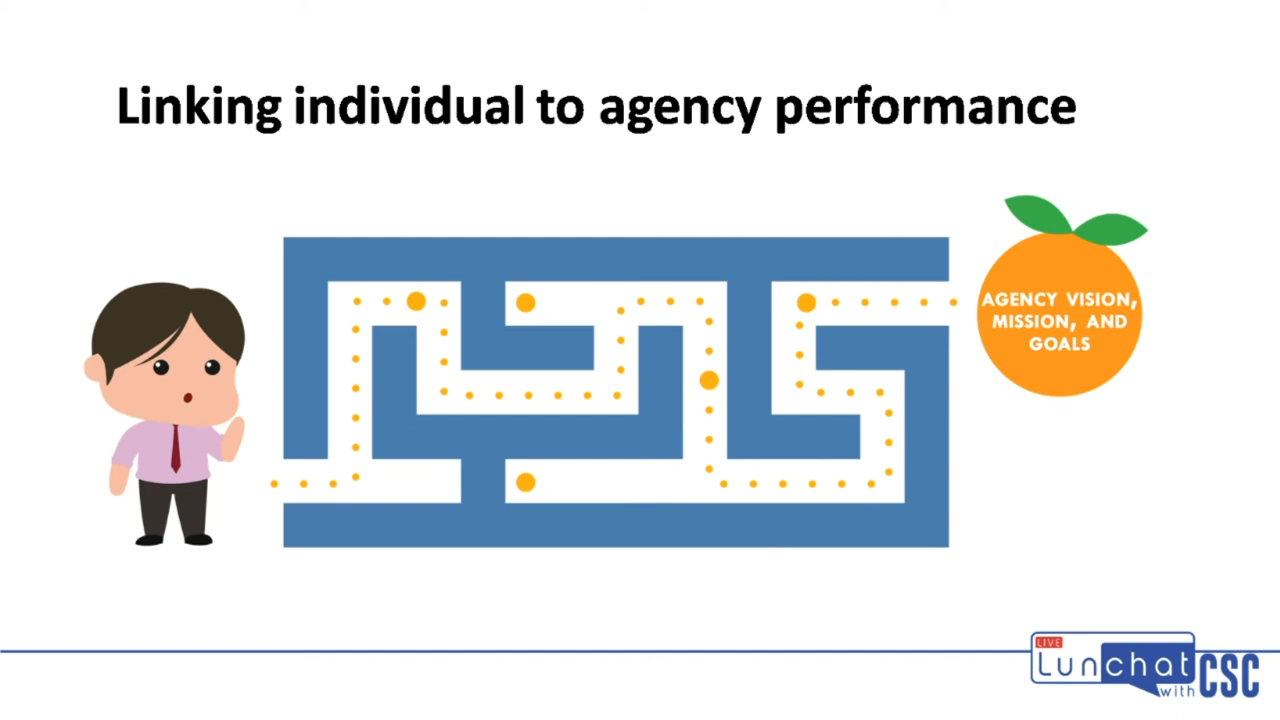 Linking individual to agency performance
AGENCY VISION,
MISSION, AND
GOALS
LIVE
Lunchat
with CSC